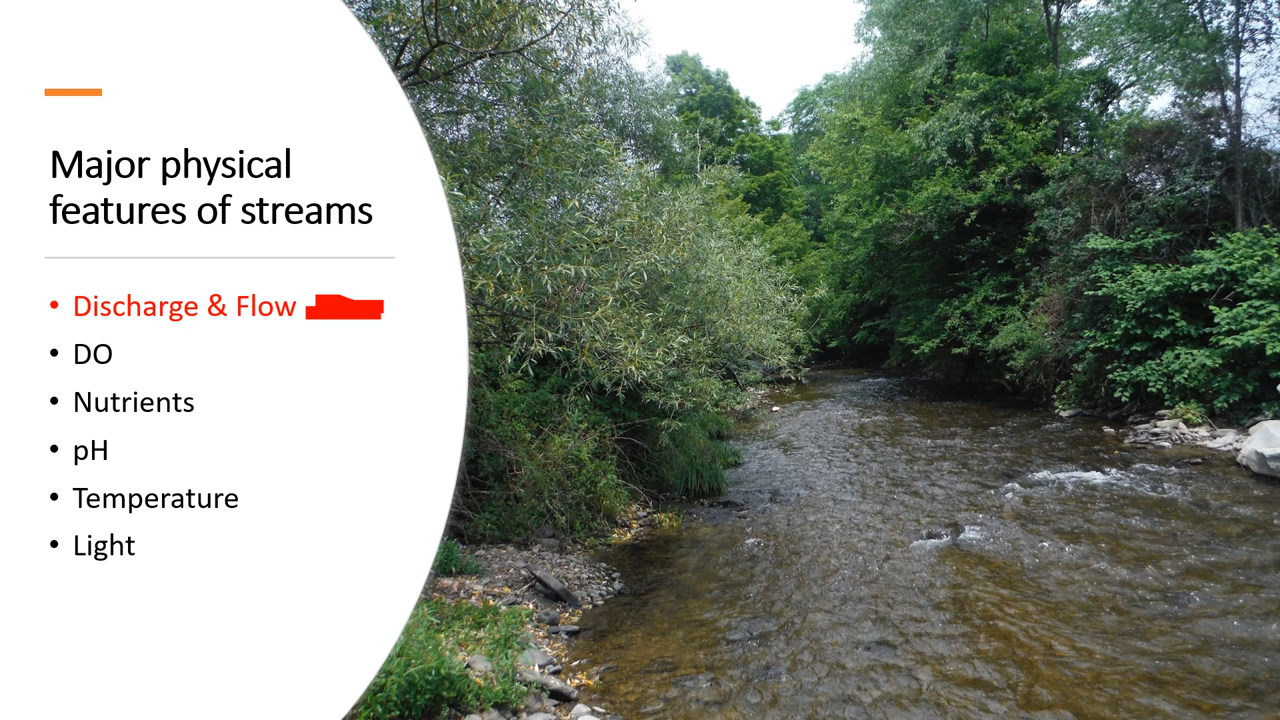 Major physical
features of streams
• Discharge & Flow
• DO
• Nutrients
• pH
• Temperature
• Light